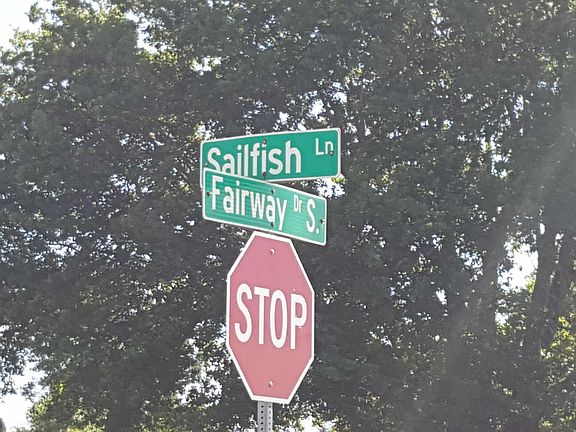 Sailfish Ln
Fairway Dr S.
STOP